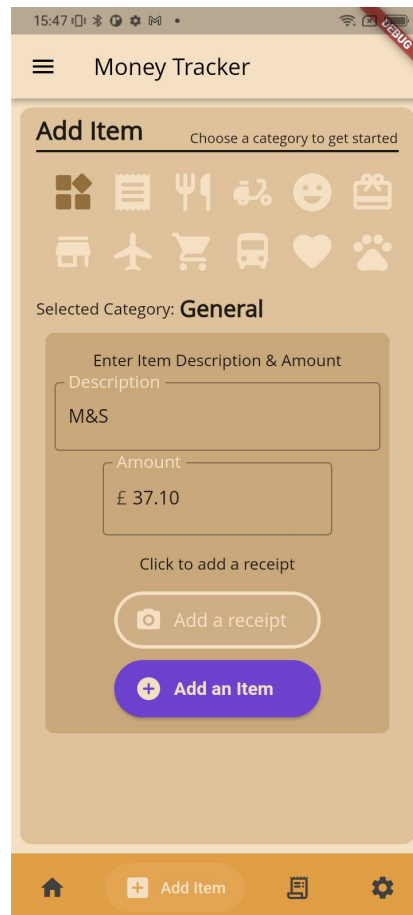 15:47
DEBUG
Money Tracker
Add Item
Choose a category to get started
Selected Category: General
Enter Item Description & Amount
Description
M&S
Amount
£ 37.10
Click to add a receipt
Add a receipt
Add an Item
Add Item